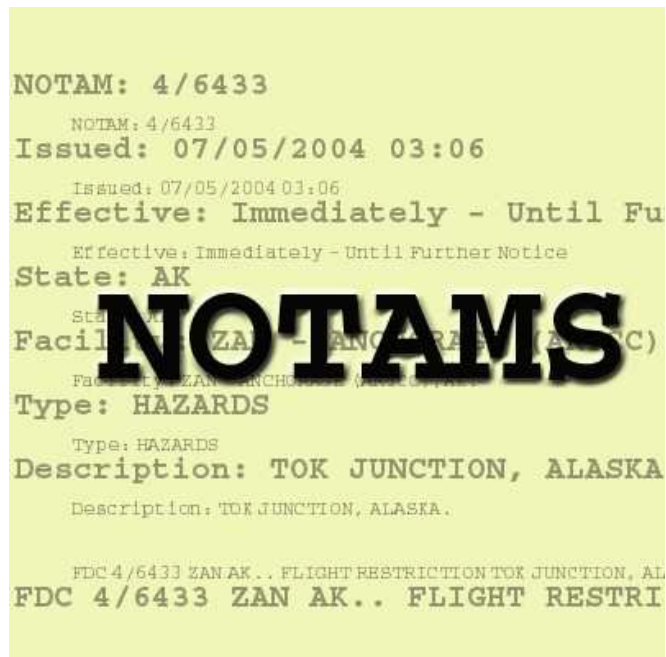 NOTAM: 4/6433
NOTAM: 4/6433
Issued: 07/05/2004 03:06
Issued: 07/05/2004 03:06
Effective: Immediately - Until Fu
Effective: Immediately - Until Further Notice
State: AK
NOTAMS
Type: HAZARDS
Type: HAZARDS
Description: TOK JUNCTION, ALASKA
Description: TOK JUNCTION, ALASKA.
FDC 4/6433 ZAN AK.. FLIGHT RESTRICTION TOK JUNCTION, AL
FDC 4/6433 ZAN AK.. FLIGHT RESTRI